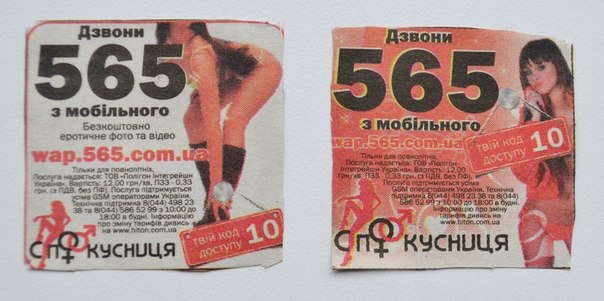 Дзвони
565
з мобільного
Безкоштовно
еротичне фото та відео
wap.565.com.ua
Тільки для повнолітніх.
Послуга надається: ТОВ «Полігон Інтегрейшн
Україна». Вартість: 12,00 грн/хв, ПЗЗ - 0,33
грн. (з ПДВ, без ПФ). Послуга підтримується
усіма GSM операторами України.
Технічна підтримка 8(044) 498 23
38 та 8(044) 586 52 99 з 10:00 до
18:00 в будні. Інформацію
про зміну тарифів дивись на
www.hiton.com.ua
твій код
доступу 10
Спокусниця
Дзвони
565
з мобільного
wap.565.com.ua
твій код
доступу 10
Тільки для повнолітніх.
Послуга надається: ТОВ «Полігон
Інтегрейшн Україна». Вартість: 12,00
грн/хв, ПЗЗ - 0,33 грн. (з ПДВ, без
ПФ). Послуга підтримується усіма
GSM операторами України. Технічна
підтримка 8(044) 498 23 38 та 8(044)
586 52 99 з 10:00 до 18:00 в будні.
Інформацію про зміну
тарифів дивись на
www.hiton.com.ua
Спокусниця